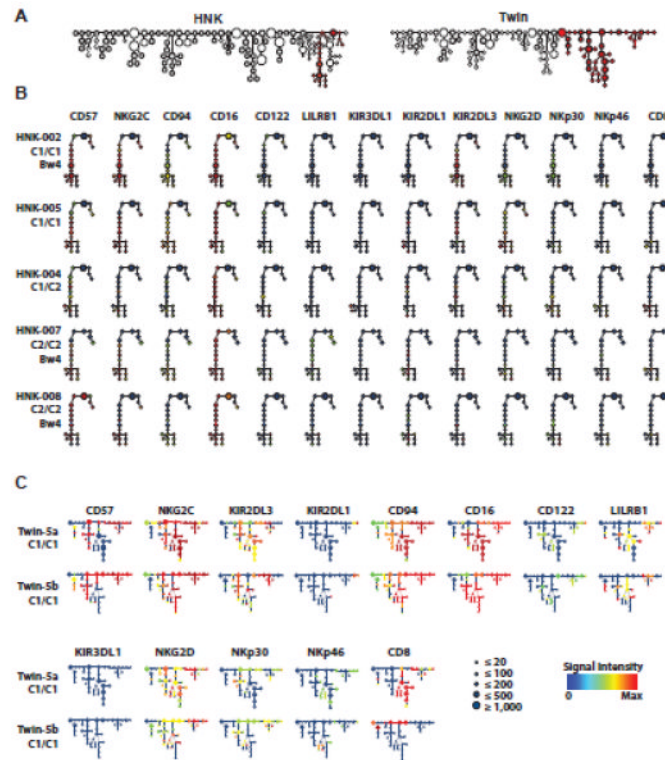 A
HNK
Twin
B
CD57 NKG2C CD94 CD16 CD122 LILRB1 KIR3DL1 KIR2DL1 KIR2DL3 NKG2D NKp30 NKp46
HNK-002
C1/C1
Bw4
HNK-005
C1/C1
HNK-004
C1/C2
HNK-007
C2/C2
Bw4
HNK-008
C2/C2
Bw4
C
CD57 NKG2C KIR2DL3 KIR2DL1 CD94 CD16 CD122 LILRB1
Twin-5a
C1/C1
Twin-5b
C1/C1
KIR3DL1 NKG2D NKp30 NKp46 CD8
Twin-5a
C1/C1
Twin-5b
C1/C1
≤ 20
≤ 100
≤ 200
≤ 500
≥ 1,000
Signal Intensity
0 Max